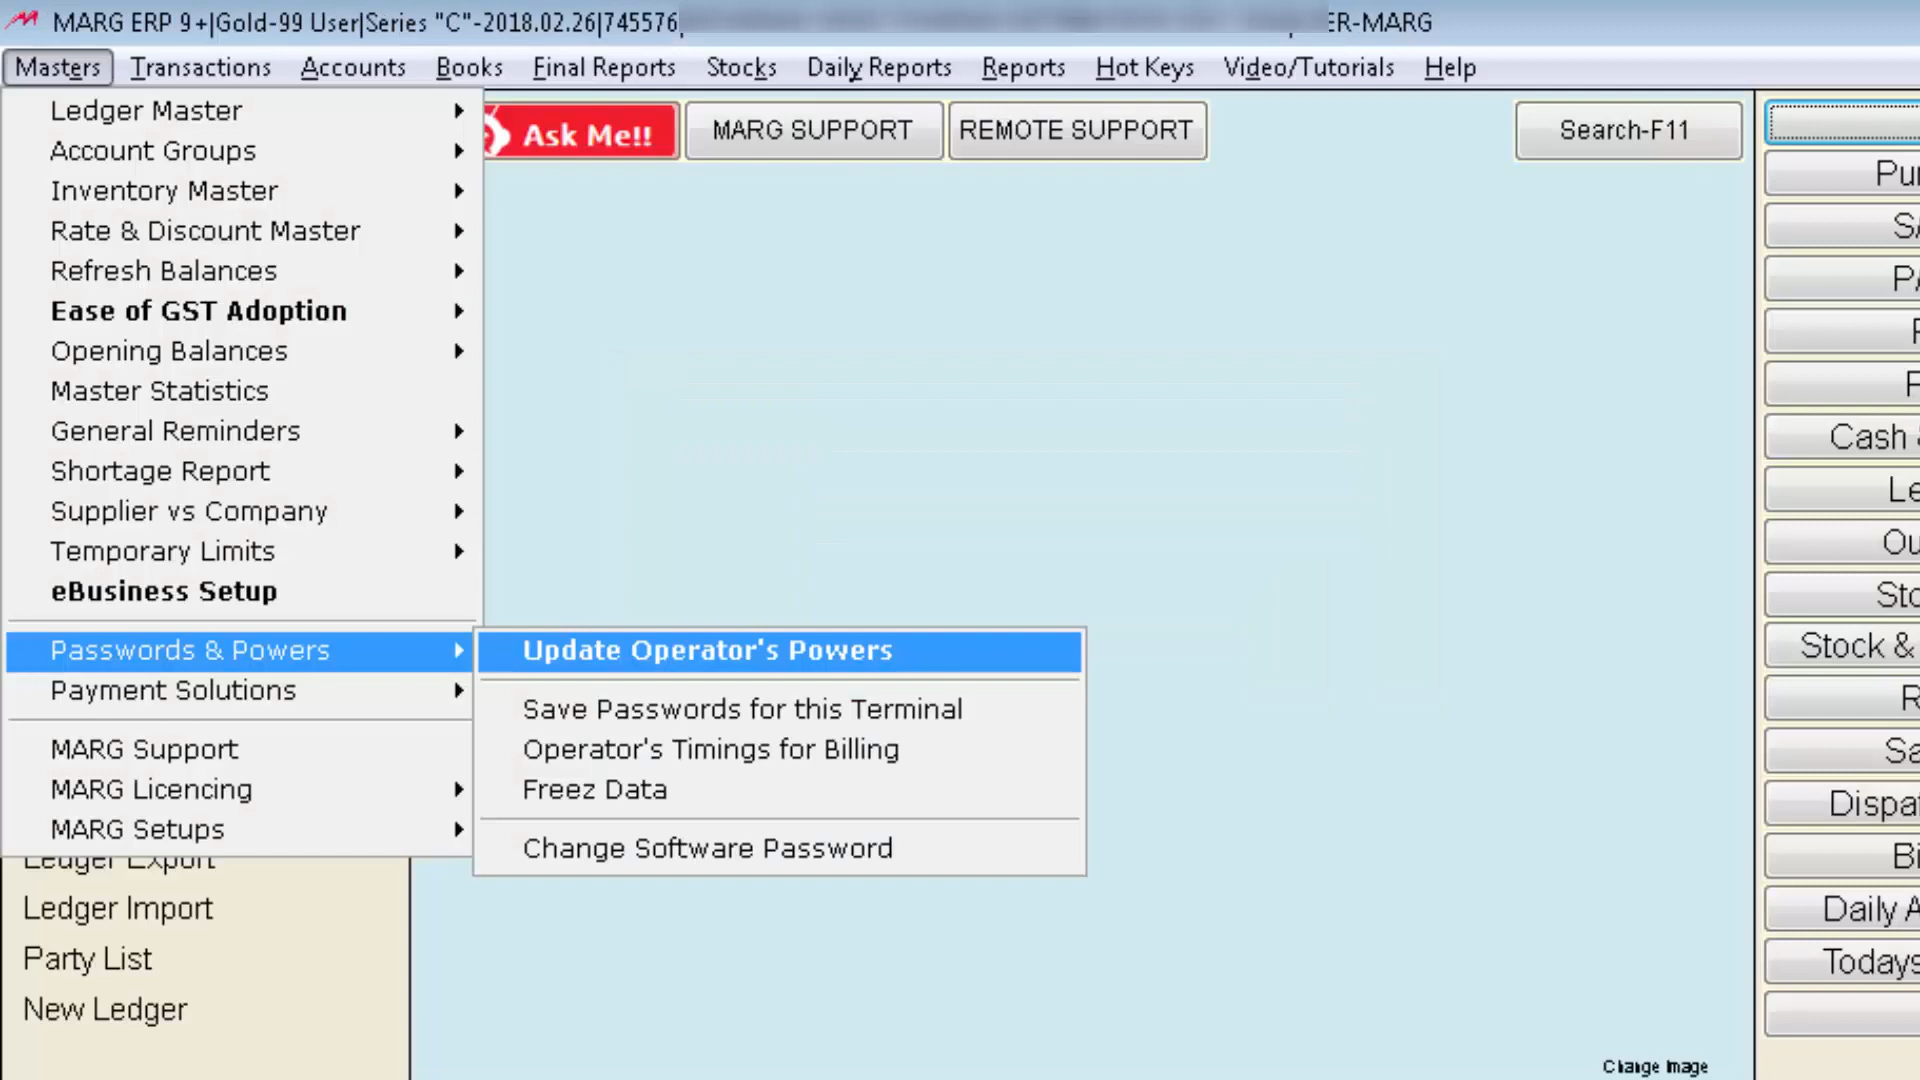 MARG ERP 9+|Gold-99 User|Series "C"-2018.02.26|745576
ER-MARG
Masters Transactions Accounts Books Final Reports Stocks Daily Reports Reports Hot Keys Video/Tutorials Help
Ask Me!! MARG SUPPORT REMOTE SUPPORT Search-F11
Ledger Master
Account Groups
Inventory Master
Rate & Discount Master
Refresh Balances
Ease of GST Adoption
Opening Balances
Master Statistics
General Reminders
Shortage Report
Supplier vs Company
Temporary Limits
eBusiness Setup
Passwords & Powers
Payment Solutions
MARG Support
MARG Licencing
MARG Setups
Update Operator's Powers
Save Passwords for this Terminal
Operator's Timings for Billing
Freez Data
Change Software Password
Ledger Export
Ledger Import
Party List
New Ledger
Cash
Stock &
Daily
Todays
Change Image